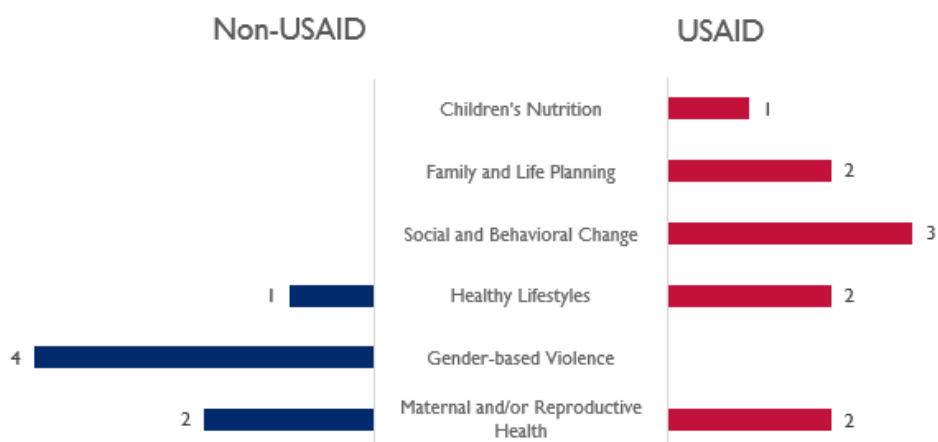 Non-USAID
USAID
Children's Nutrition
1
Family and Life Planning
2
Social and Behavioral Change
3
1
Healthy Lifestyles
2
4
Gender-based Violence
2
Maternal and/or Reproductive
Health
2